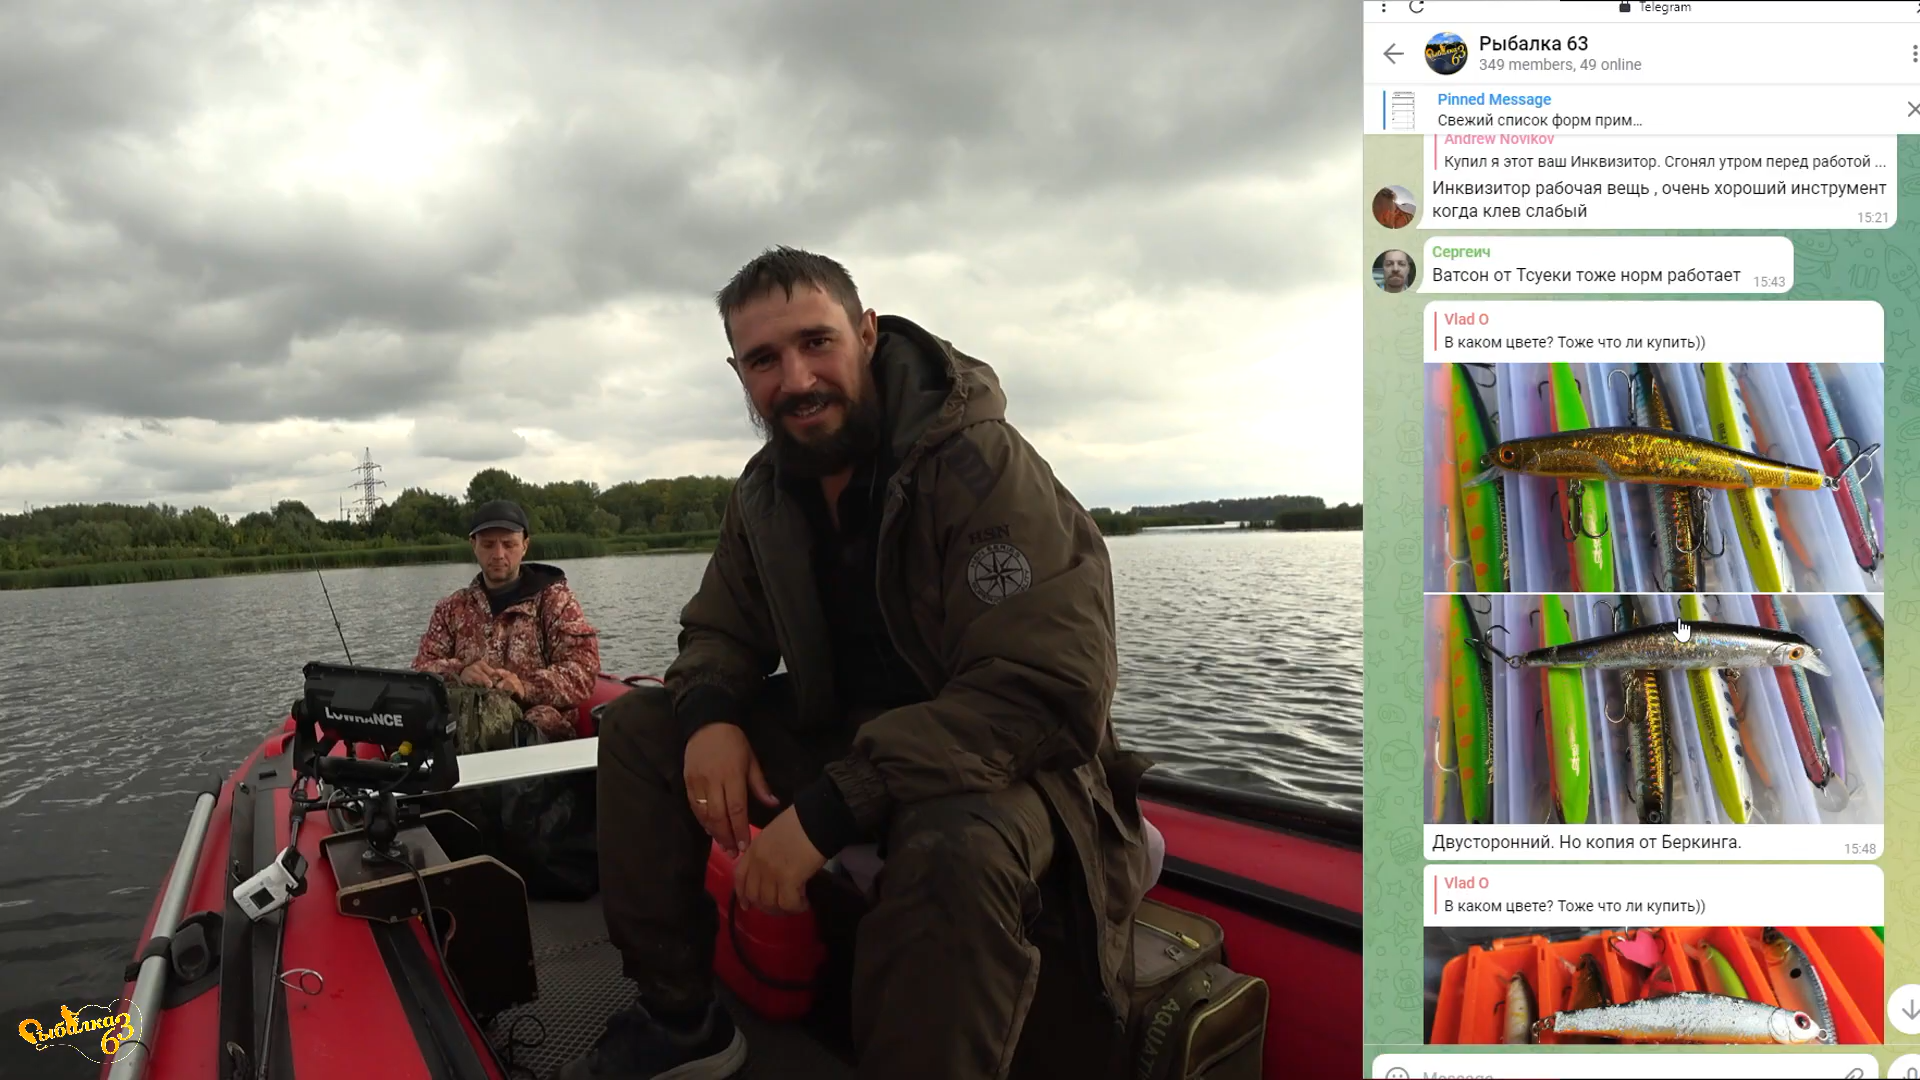 Telegram
Рыбалка 63
349 members, 49 online
Pinned Message
Свежий список форм прим...
Andrew Novikov
Купил я этот ваш Инквизитор. Сгонял утром перед работой ...
Инквизитор рабочая вещь , очень хороший инструмент
когда клев слабый
15:21
Сергеич
Ватсон от Тсуеки тоже норм работает
15:43
Vlad O
В каком цвете? Тоже что ли купить))
Двусторонний. Но копия от Беркинга.
15:48
Vlad O
В каком цвете? Тоже что ли купить))
Message
HSN
LOWRANCE
AQUATI
Рыбалка
63